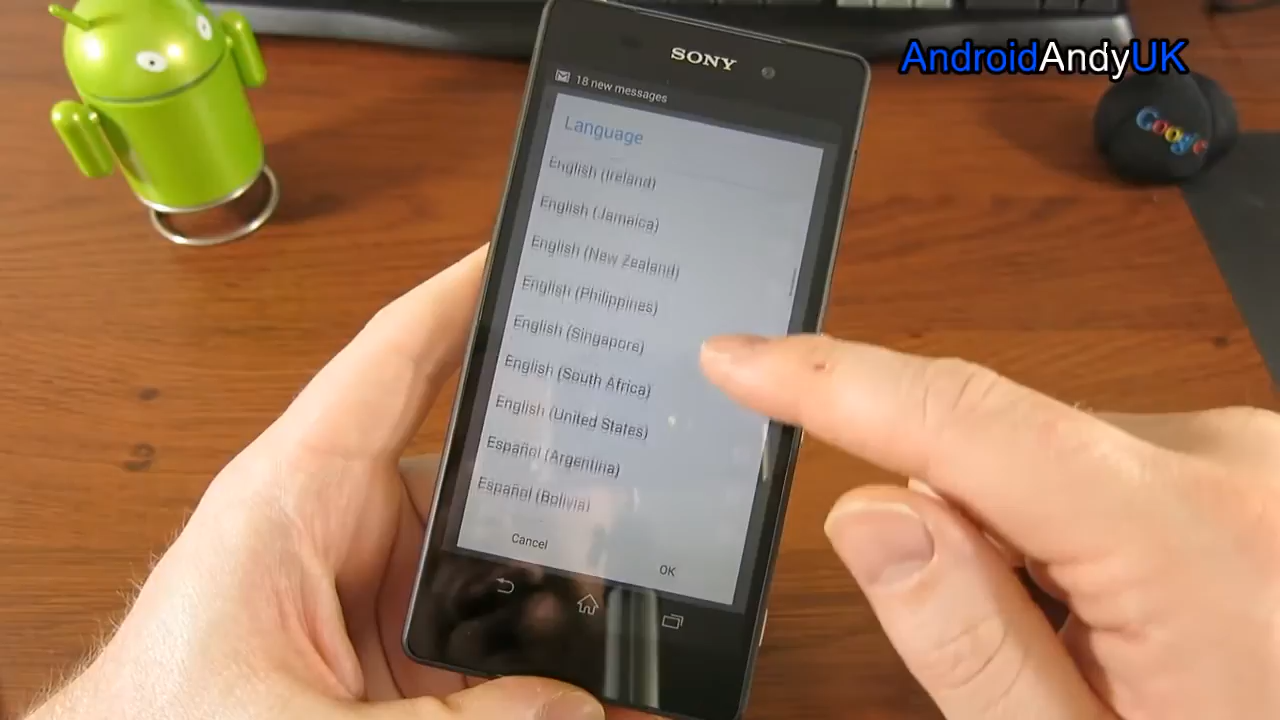 SONY
AndroidAndyUK
18 new messages
Google
Language
English (Ireland)
English (Jamaica)
English (New Zealand)
English (Philippines)
English (Singapore)
English (South Africa)
English (United States)
Español (Argentina)
Español (Bolivia)
Cancel
OK